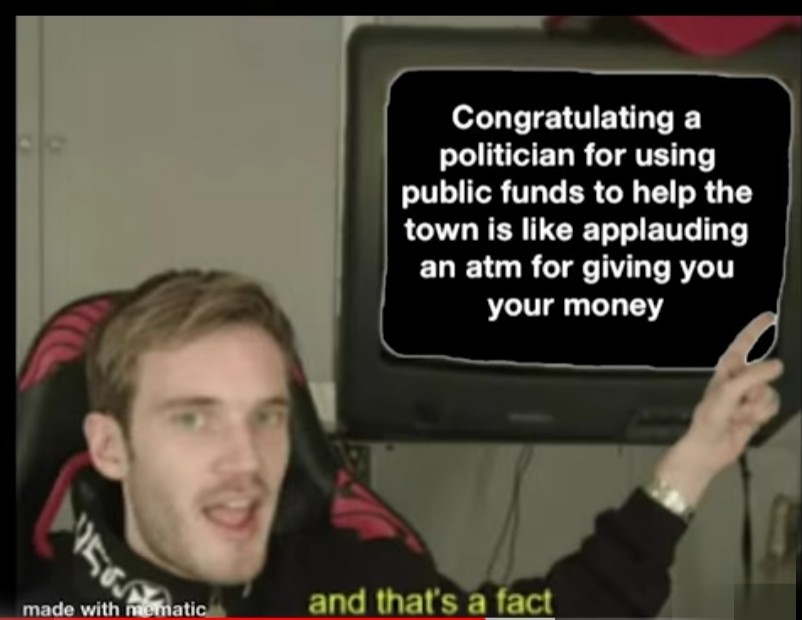 Congratulating a
politician for using
public funds to help the
town is like applauding
an atm for giving you
your money
and that's a fact
made with mematic